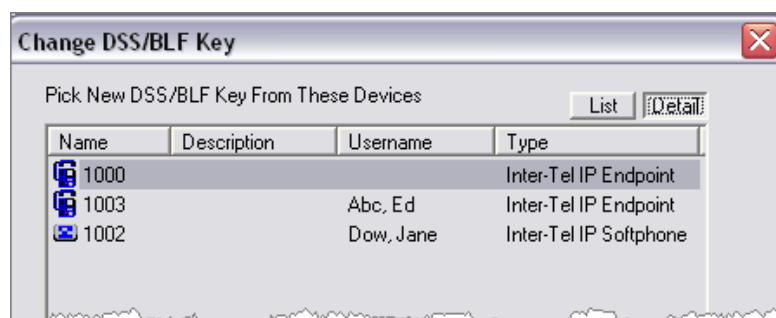 Change DSS/BLF Key
Pick New DSS/BLF Key From These Devices
List Detail
Name Description Username Type
1000 Inter-Tel IP Endpoint
1003 Abc, Ed Inter-Tel IP Endpoint
1002 Dow, Jane Inter-Tel IP Softphone